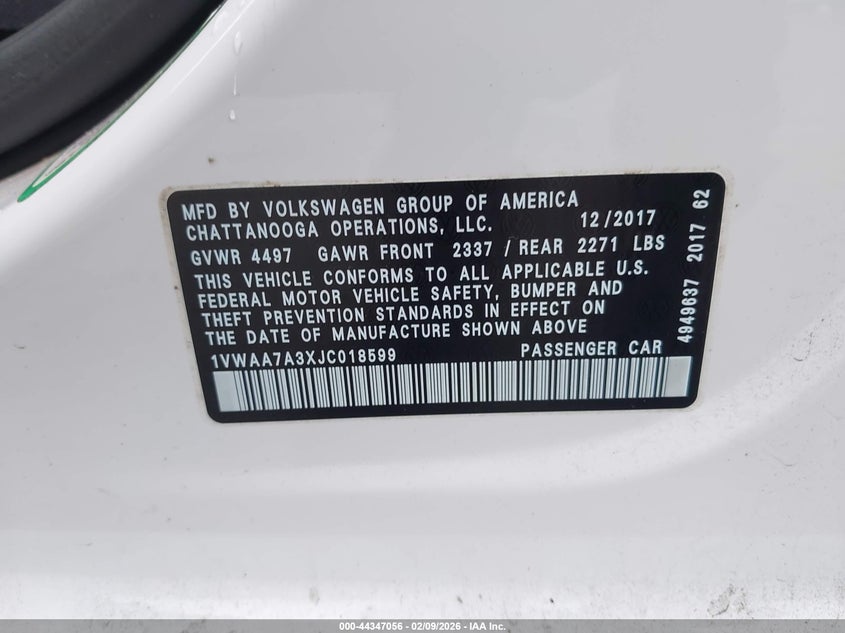 MFD BY VOLKSWAGEN GROUP OF AMERICA
CHATTANOOGA OPERATIONS, LLC. 12/2017
GVWR 4497 GAWR FRONT 2337 / REAR 2271 LBS
THIS VEHICLE CONFORMS TO ALL APPLICABLE U.S.
FEDERAL MOTOR VEHICLE SAFETY, BUMPER AND
THEFT PREVENTION STANDARDS IN EFFECT ON
THE DATE OF MANUFACTURE SHOWN ABOVE
1VWAA7A3XJC018599 PASSENGER CAR
4949637 2017 62
000-44347056 — 02/09/2026 — IAA Inc.